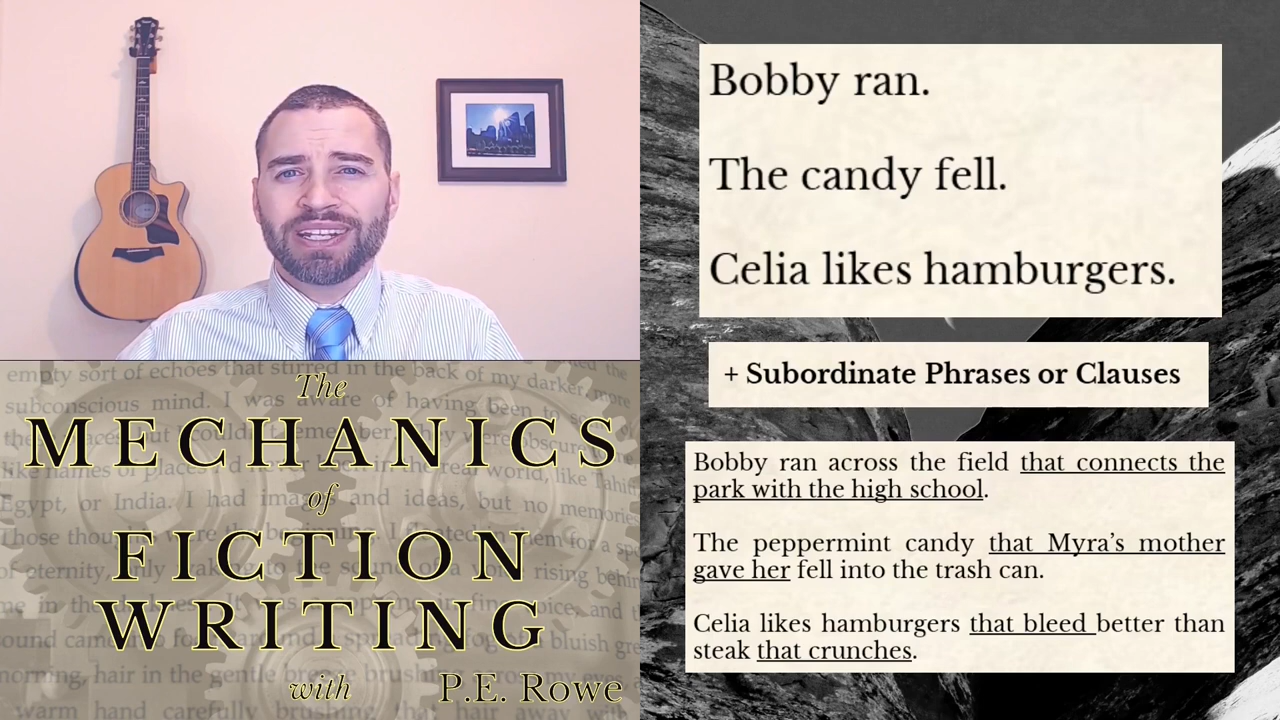 The
MECHANICS
of
FICTION
WRITING
with P.E. Rowe
Bobby ran.
The candy fell.
Celia likes hamburgers.
+ Subordinate Phrases or Clauses
Bobby ran across the field that connects the
park with the high school.
The peppermint candy that Myra's mother
gave her fell into the trash can.
Celia likes hamburgers that bleed better than
steak that crunches.